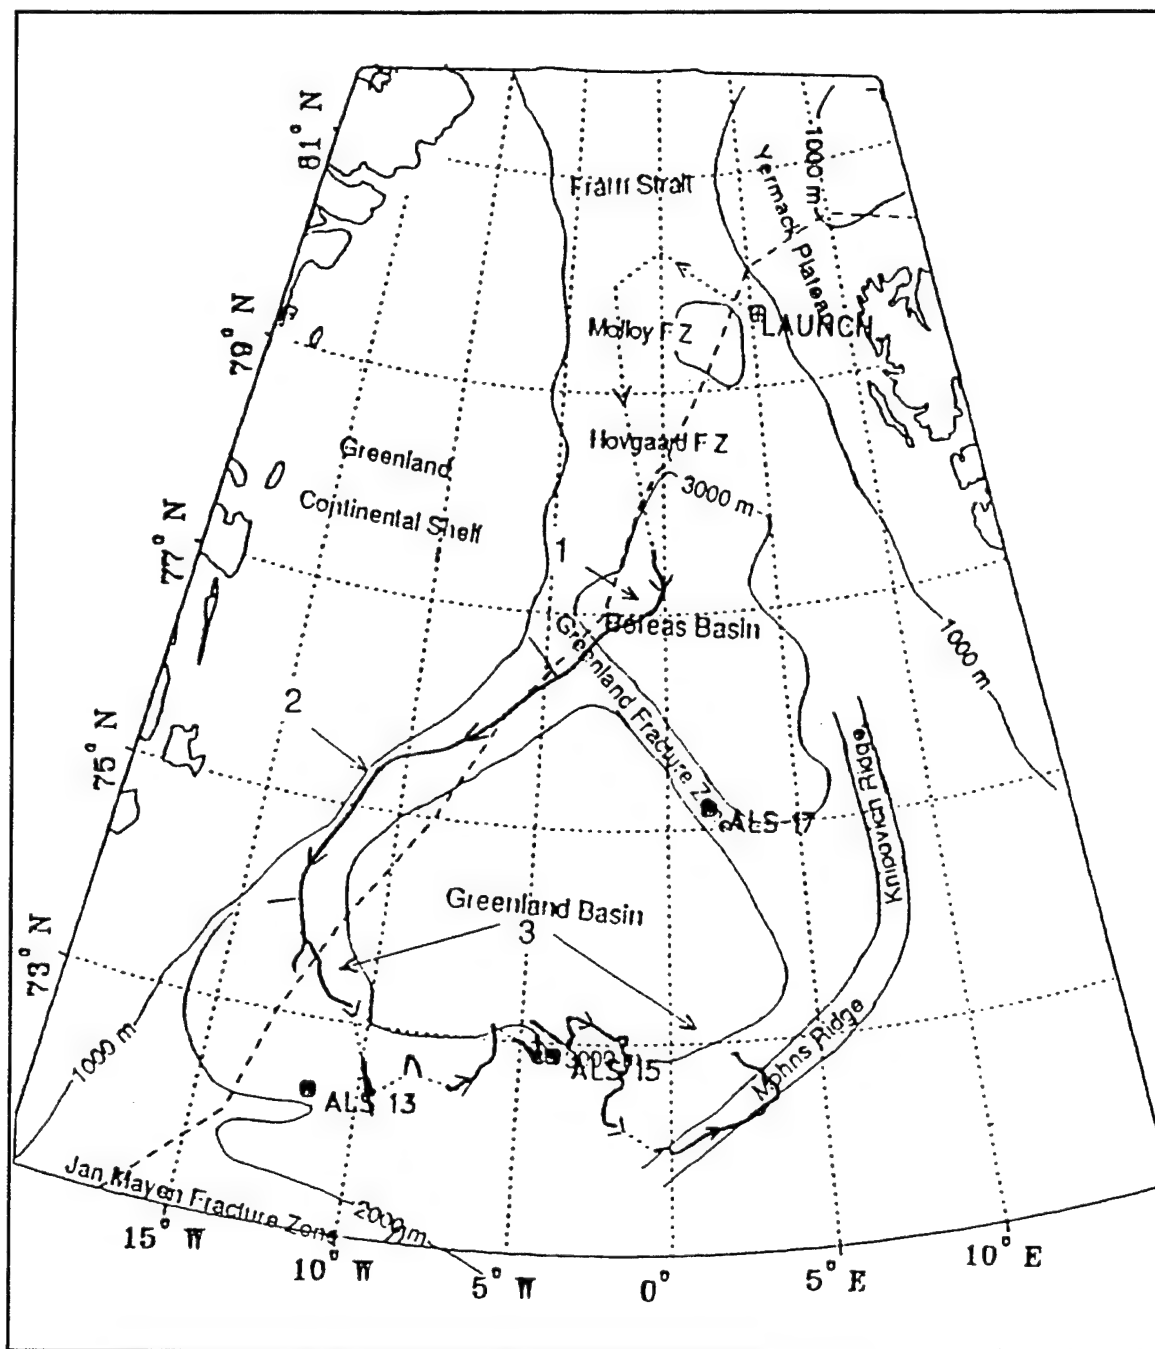 81° N
1000 m
Fram Strait
Yermach Plateau
LAUNCH
Molloy F Z
79° N
Hovgaard F Z
Greenland
3000 m
Continental Shelf
77° N
1
Boreas Basin
Greenland Fracture Z
1000 m
2
75° N
Knipovich Ridge
ALS-17
Greenland Basin
3
73° N
1000 m
Mohns Ridge
3000
ALS 15
ALS 13
Jan Mayen Fracture Zone
2000 m
15° W
10° W
5° W
0°
5° E
10° E